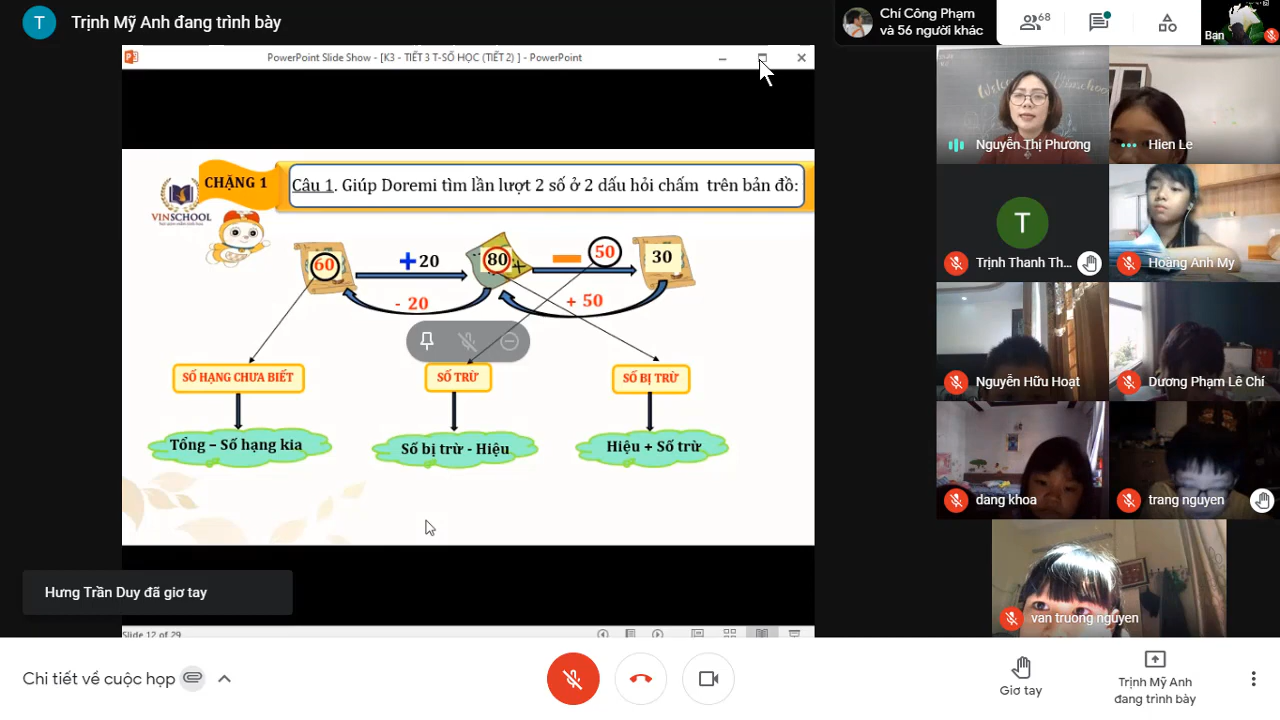 T
Trịnh Mỹ Anh đang trình bày
Chí Công Phạm
và 56 người khác
68
Bạn
PowerPoint Slide Show - [K3 - TIẾT 3 T-SỐ HỌC (TIẾT 2) ] - PowerPoint
CHẶNG 1
Câu 1. Giúp Doremi tìm lần lượt 2 số ở 2 dấu hỏi chấm trên bản đồ:
VINSCHOOL
60
+ 20
80
− 50
30
- 20
+ 50
SỐ HẠNG CHƯA BIẾT
SỐ TRỪ
SỐ BỊ TRỪ
Tổng – Số hạng kia
Số bị trừ - Hiệu
Hiệu + Số trừ
Nguyễn Thị Phương
Hien Le
T
Trịnh Thanh Th...
Hoàng Anh My
Nguyễn Hữu Hoạt
Dương Phạm Lê Chí
dang khoa
trang nguyen
van truong nguyen
Hưng Trần Duy đã giơ tay
Slide 12 of 29
Chi tiết về cuộc họp
Giơ tay
Trịnh Mỹ Anh
đang trình bày